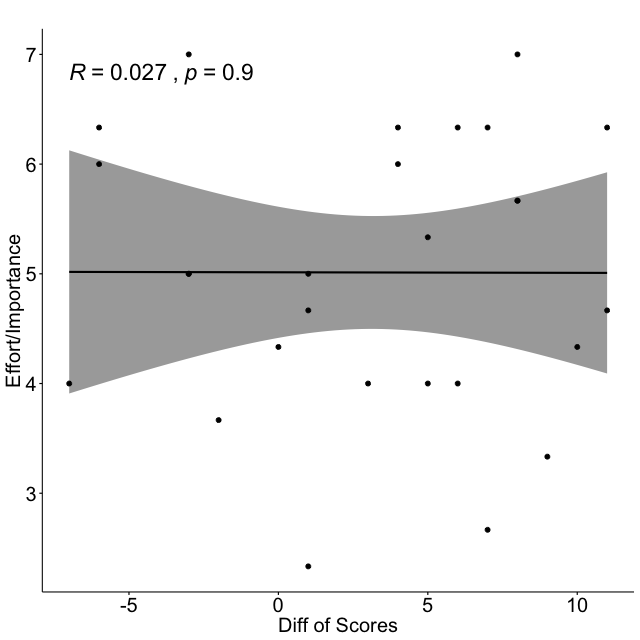 7
R = 0.027 , p = 0.9
6
5
4
3
Effort/Importance
-5 0 5 10
Diff of Scores